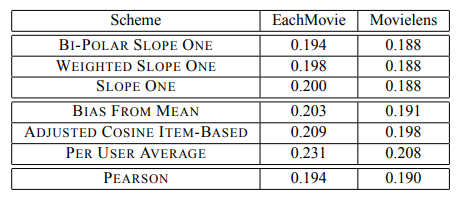 Scheme EachMovie Movielens
BI-POLAR SLOPE ONE 0.194 0.188
WEIGHTED SLOPE ONE 0.198 0.188
SLOPE ONE 0.200 0.188
BIAS FROM MEAN 0.203 0.191
ADJUSTED COSINE ITEM-BASED 0.209 0.198
PER USER AVERAGE 0.231 0.208
PEARSON 0.194 0.190